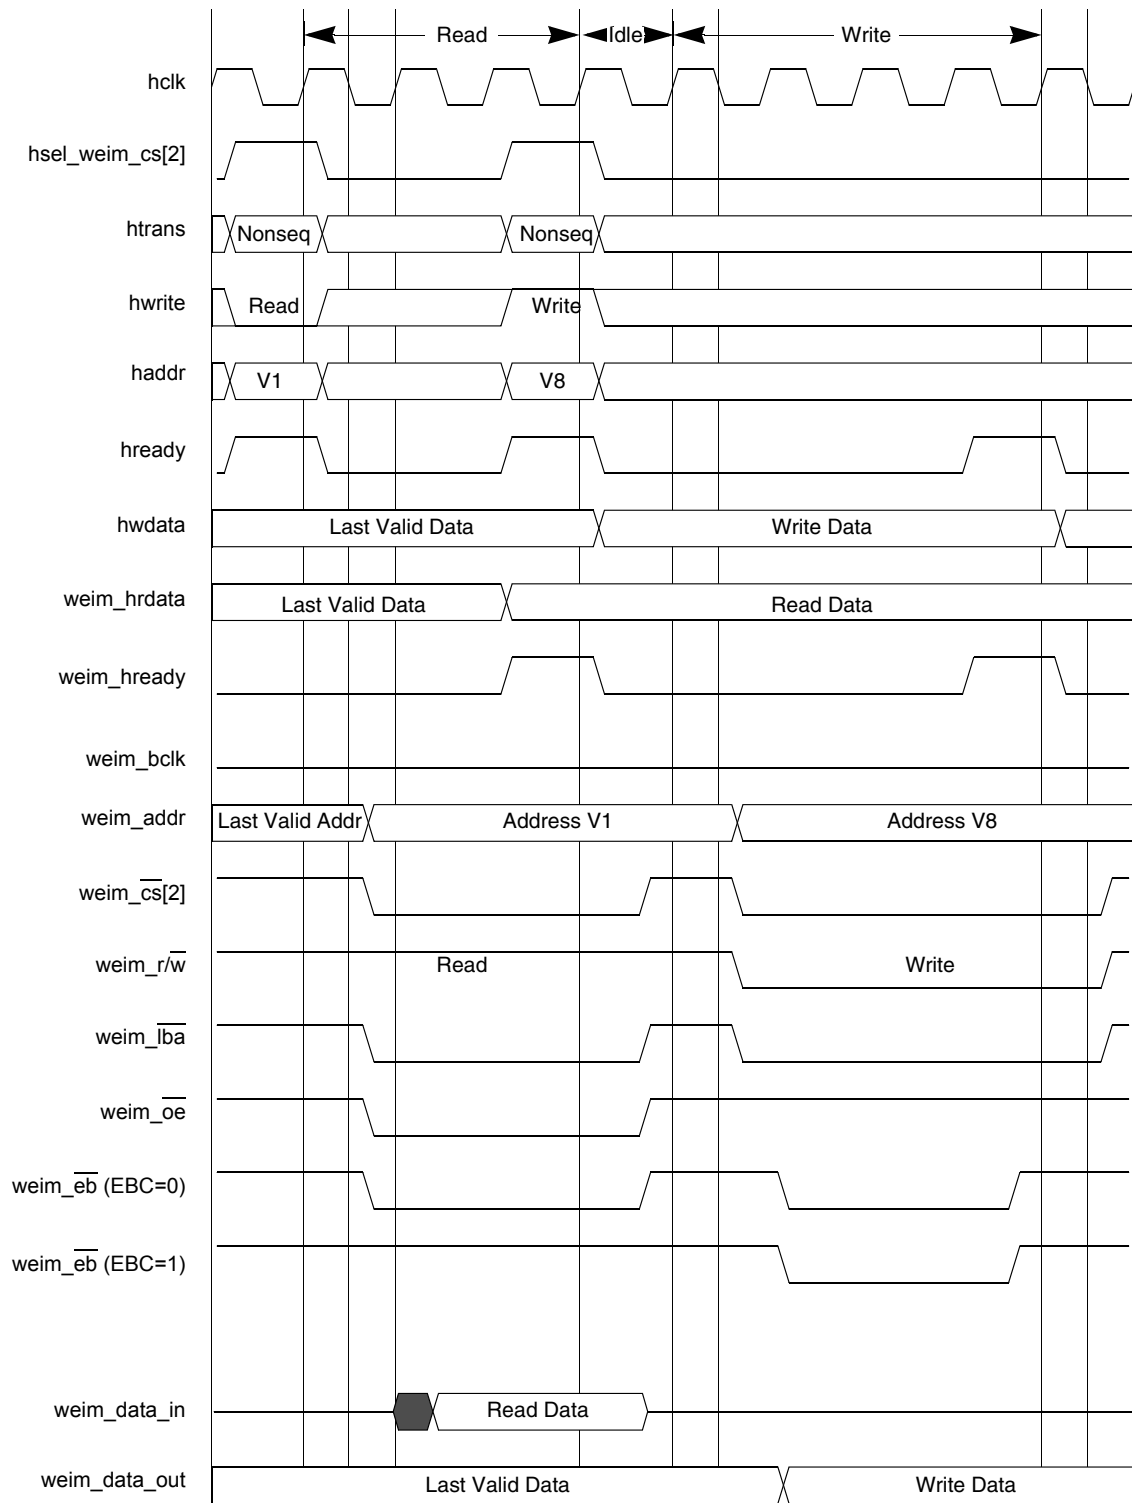 Read Idle Write
hclk
hsel_weim_cs[2]
htrans Nonseq Nonseq
hwrite Read Write
haddr V1 V8
hready
hwdata Last Valid Data Write Data
weim_hrdata Last Valid Data Read Data
weim_hready
weim_bclk
weim_addr Last Valid Addr Address V1 Address V8
weim_cs[2]
weim_r/w Read Write
weim_lba
weim_oe
weim_eb (EBC=0)
weim_eb (EBC=1)
weim_data_in Read Data
weim_data_out Last Valid Data Write Data